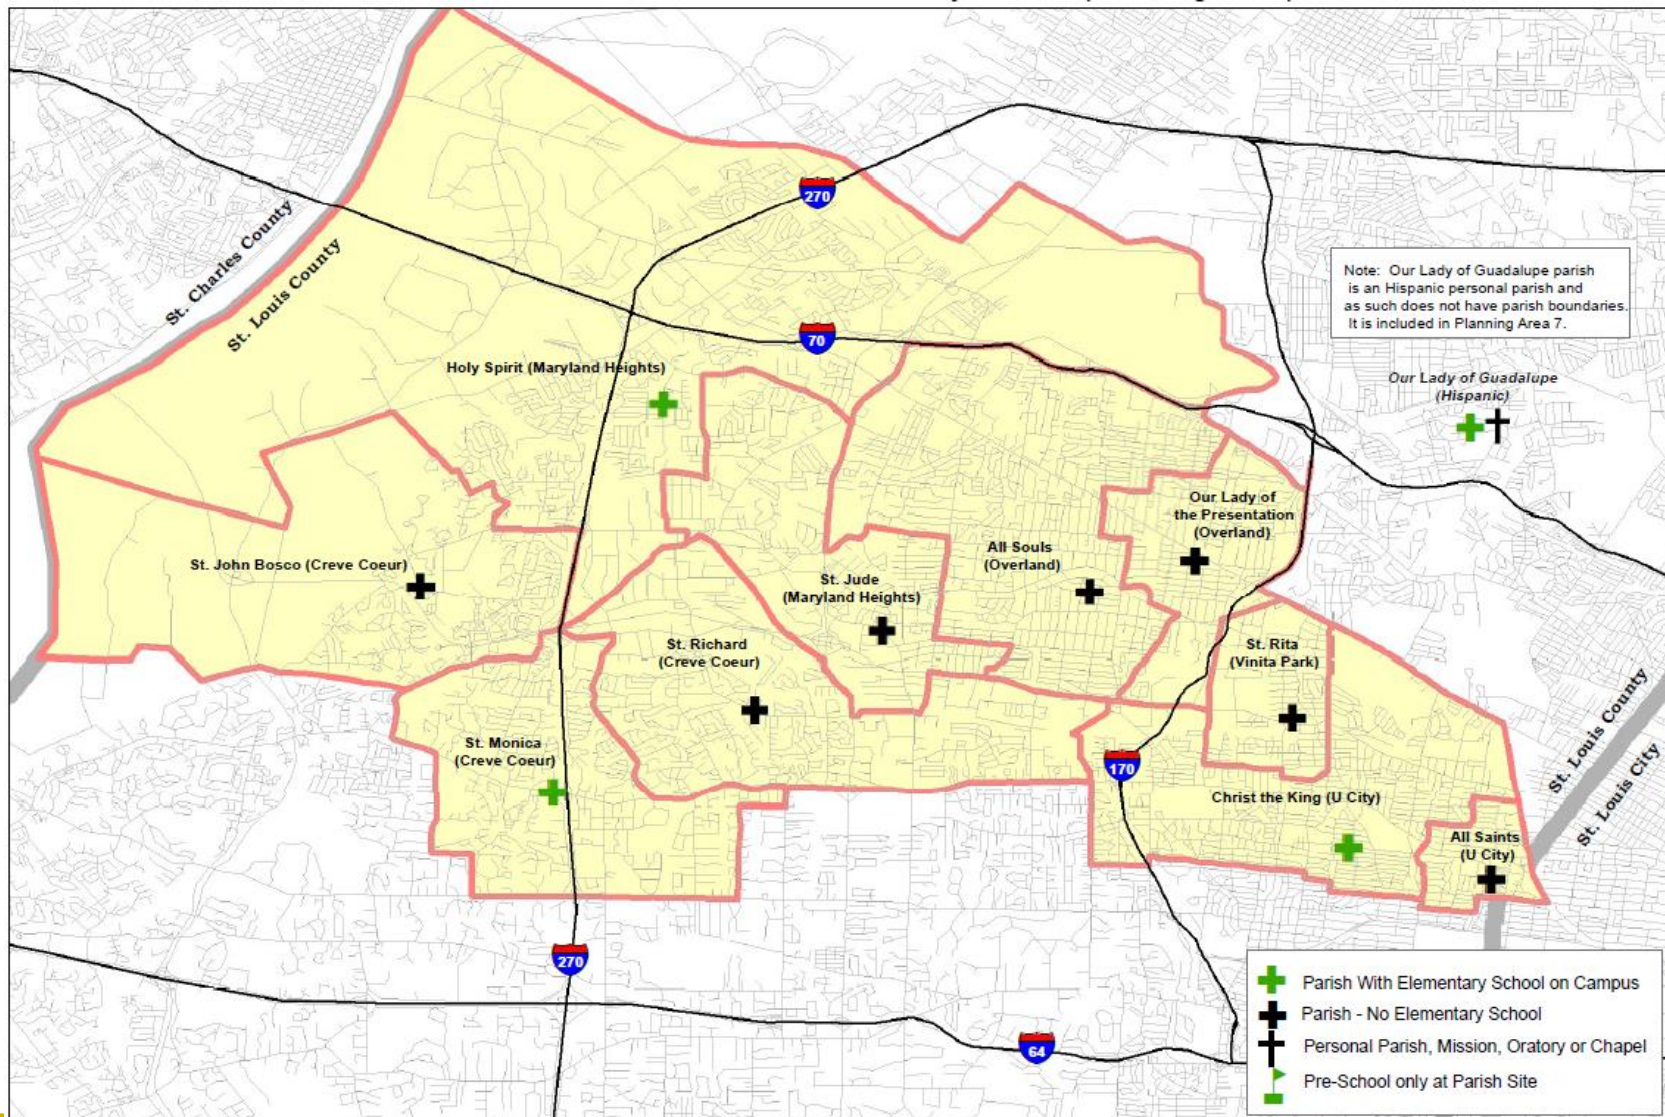 270
St. Charles County
St. Louis County
Note: Our Lady of Guadalupe parish
is an Hispanic personal parish and
as such does not have parish boundaries.
It is included in Planning Area 7.
70
Holy Spirit (Maryland Heights)
Our Lady of Guadalupe
(Hispanic)
Our Lady of
the Presentation
(Overland)
All Souls
(Overland)
St. John Bosco (Creve Coeur)
St. Jude
(Maryland Heights)
St. Richard
(Creve Coeur)
St. Rita
(Vinita Park)
St. Monica
(Creve Coeur)
170
St. Louis County
St. Louis City
Christ the King (U City)
All Saints
(U City)
270
64
Parish With Elementary School on Campus
Parish - No Elementary School
Personal Parish, Mission, Oratory or Chapel
Pre-School only at Parish Site